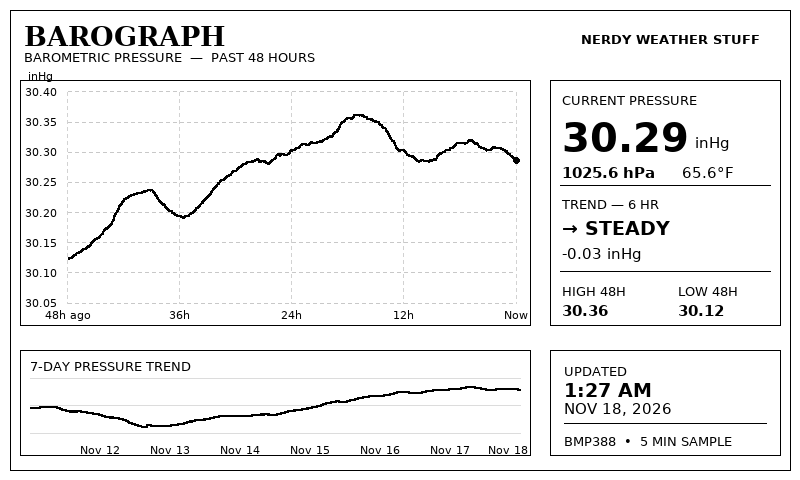 BAROGRAPH
BAROMETRIC PRESSURE — PAST 48 HOURS
NERDY WEATHER STUFF
inHg
30.40
30.35
30.30
30.25
30.20
30.15
30.10
30.05
48h ago 36h 24h 12h Now
CURRENT PRESSURE
30.29 inHg
1025.6 hPa 65.6°F
TREND — 6 HR
→ STEADY
-0.03 inHg
HIGH 48H LOW 48H
30.36 30.12
7-DAY PRESSURE TREND
Nov 12 Nov 13 Nov 14 Nov 15 Nov 16 Nov 17 Nov 18
UPDATED
1:27 AM
NOV 18, 2026
BMP388 • 5 MIN SAMPLE